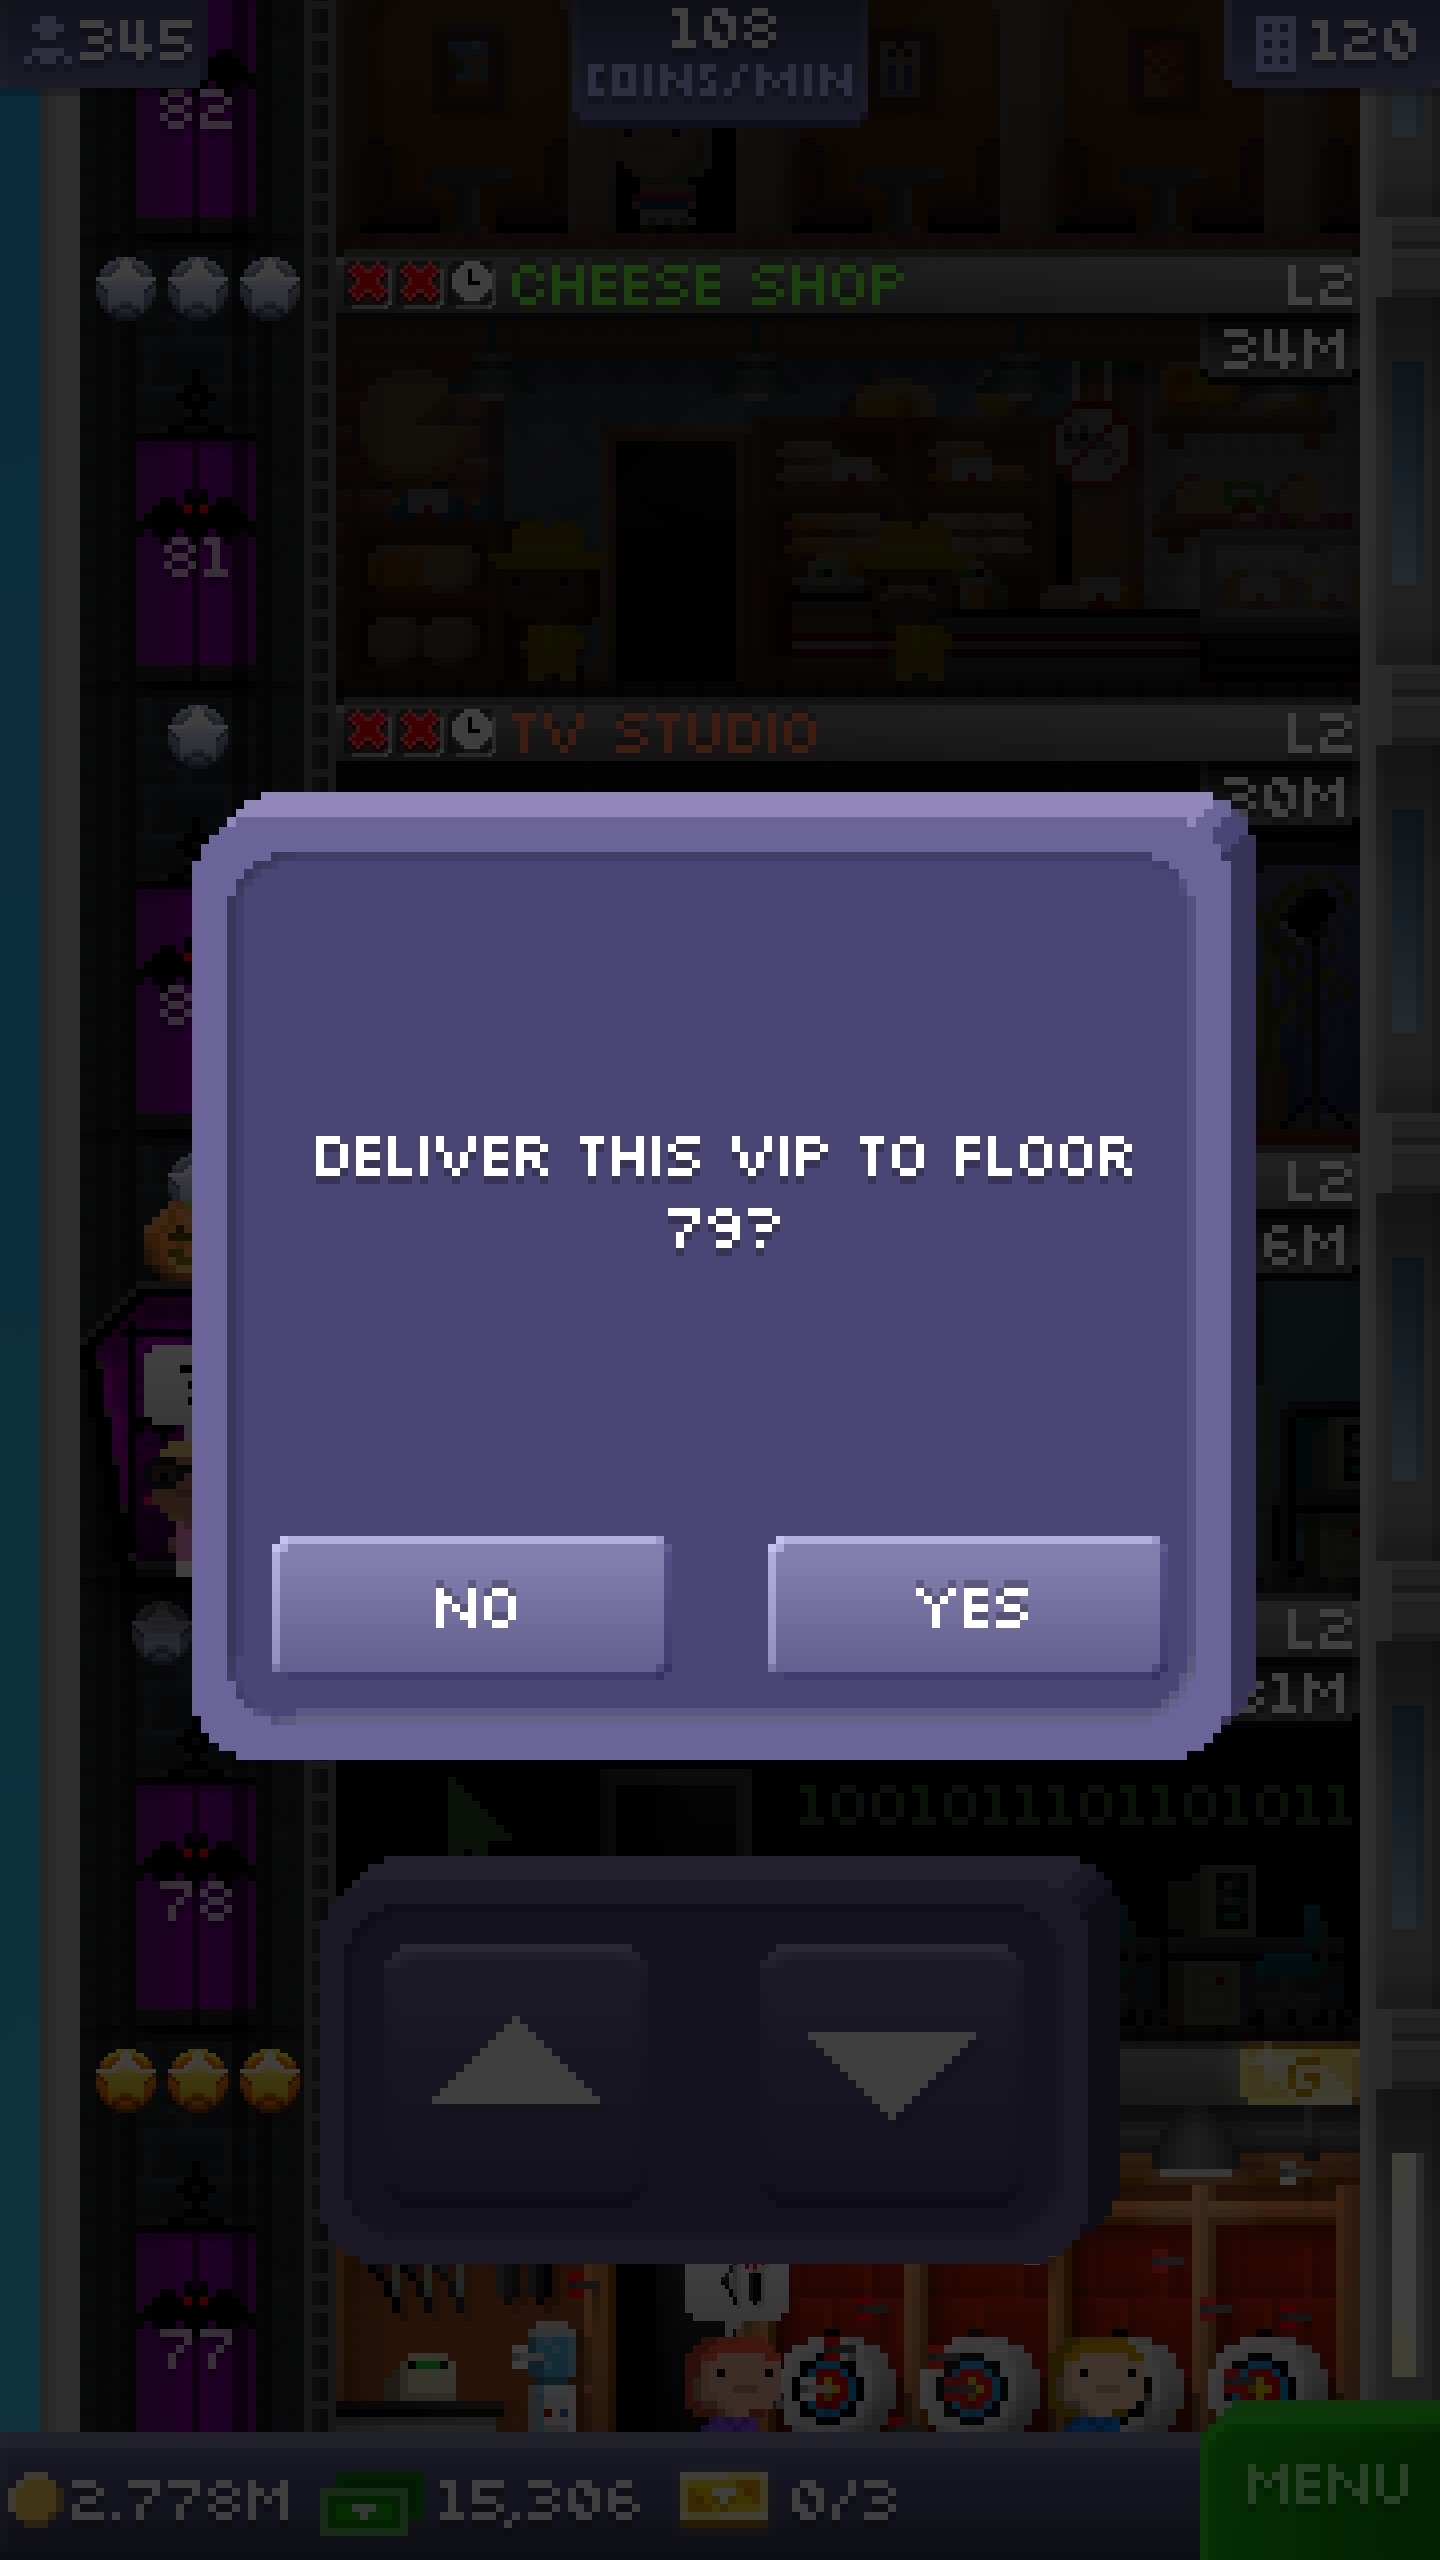 345
108
COINS/MIN
120
82
CHEESE SHOP
L2
34M
81
TV STUDIO
L2
30M
DELIVER THIS VIP TO FLOOR
79?
L2
6M
NO
YES
L2
1M
1001011101101011
78
G
77
2.778M
15,306
0/3
MENU